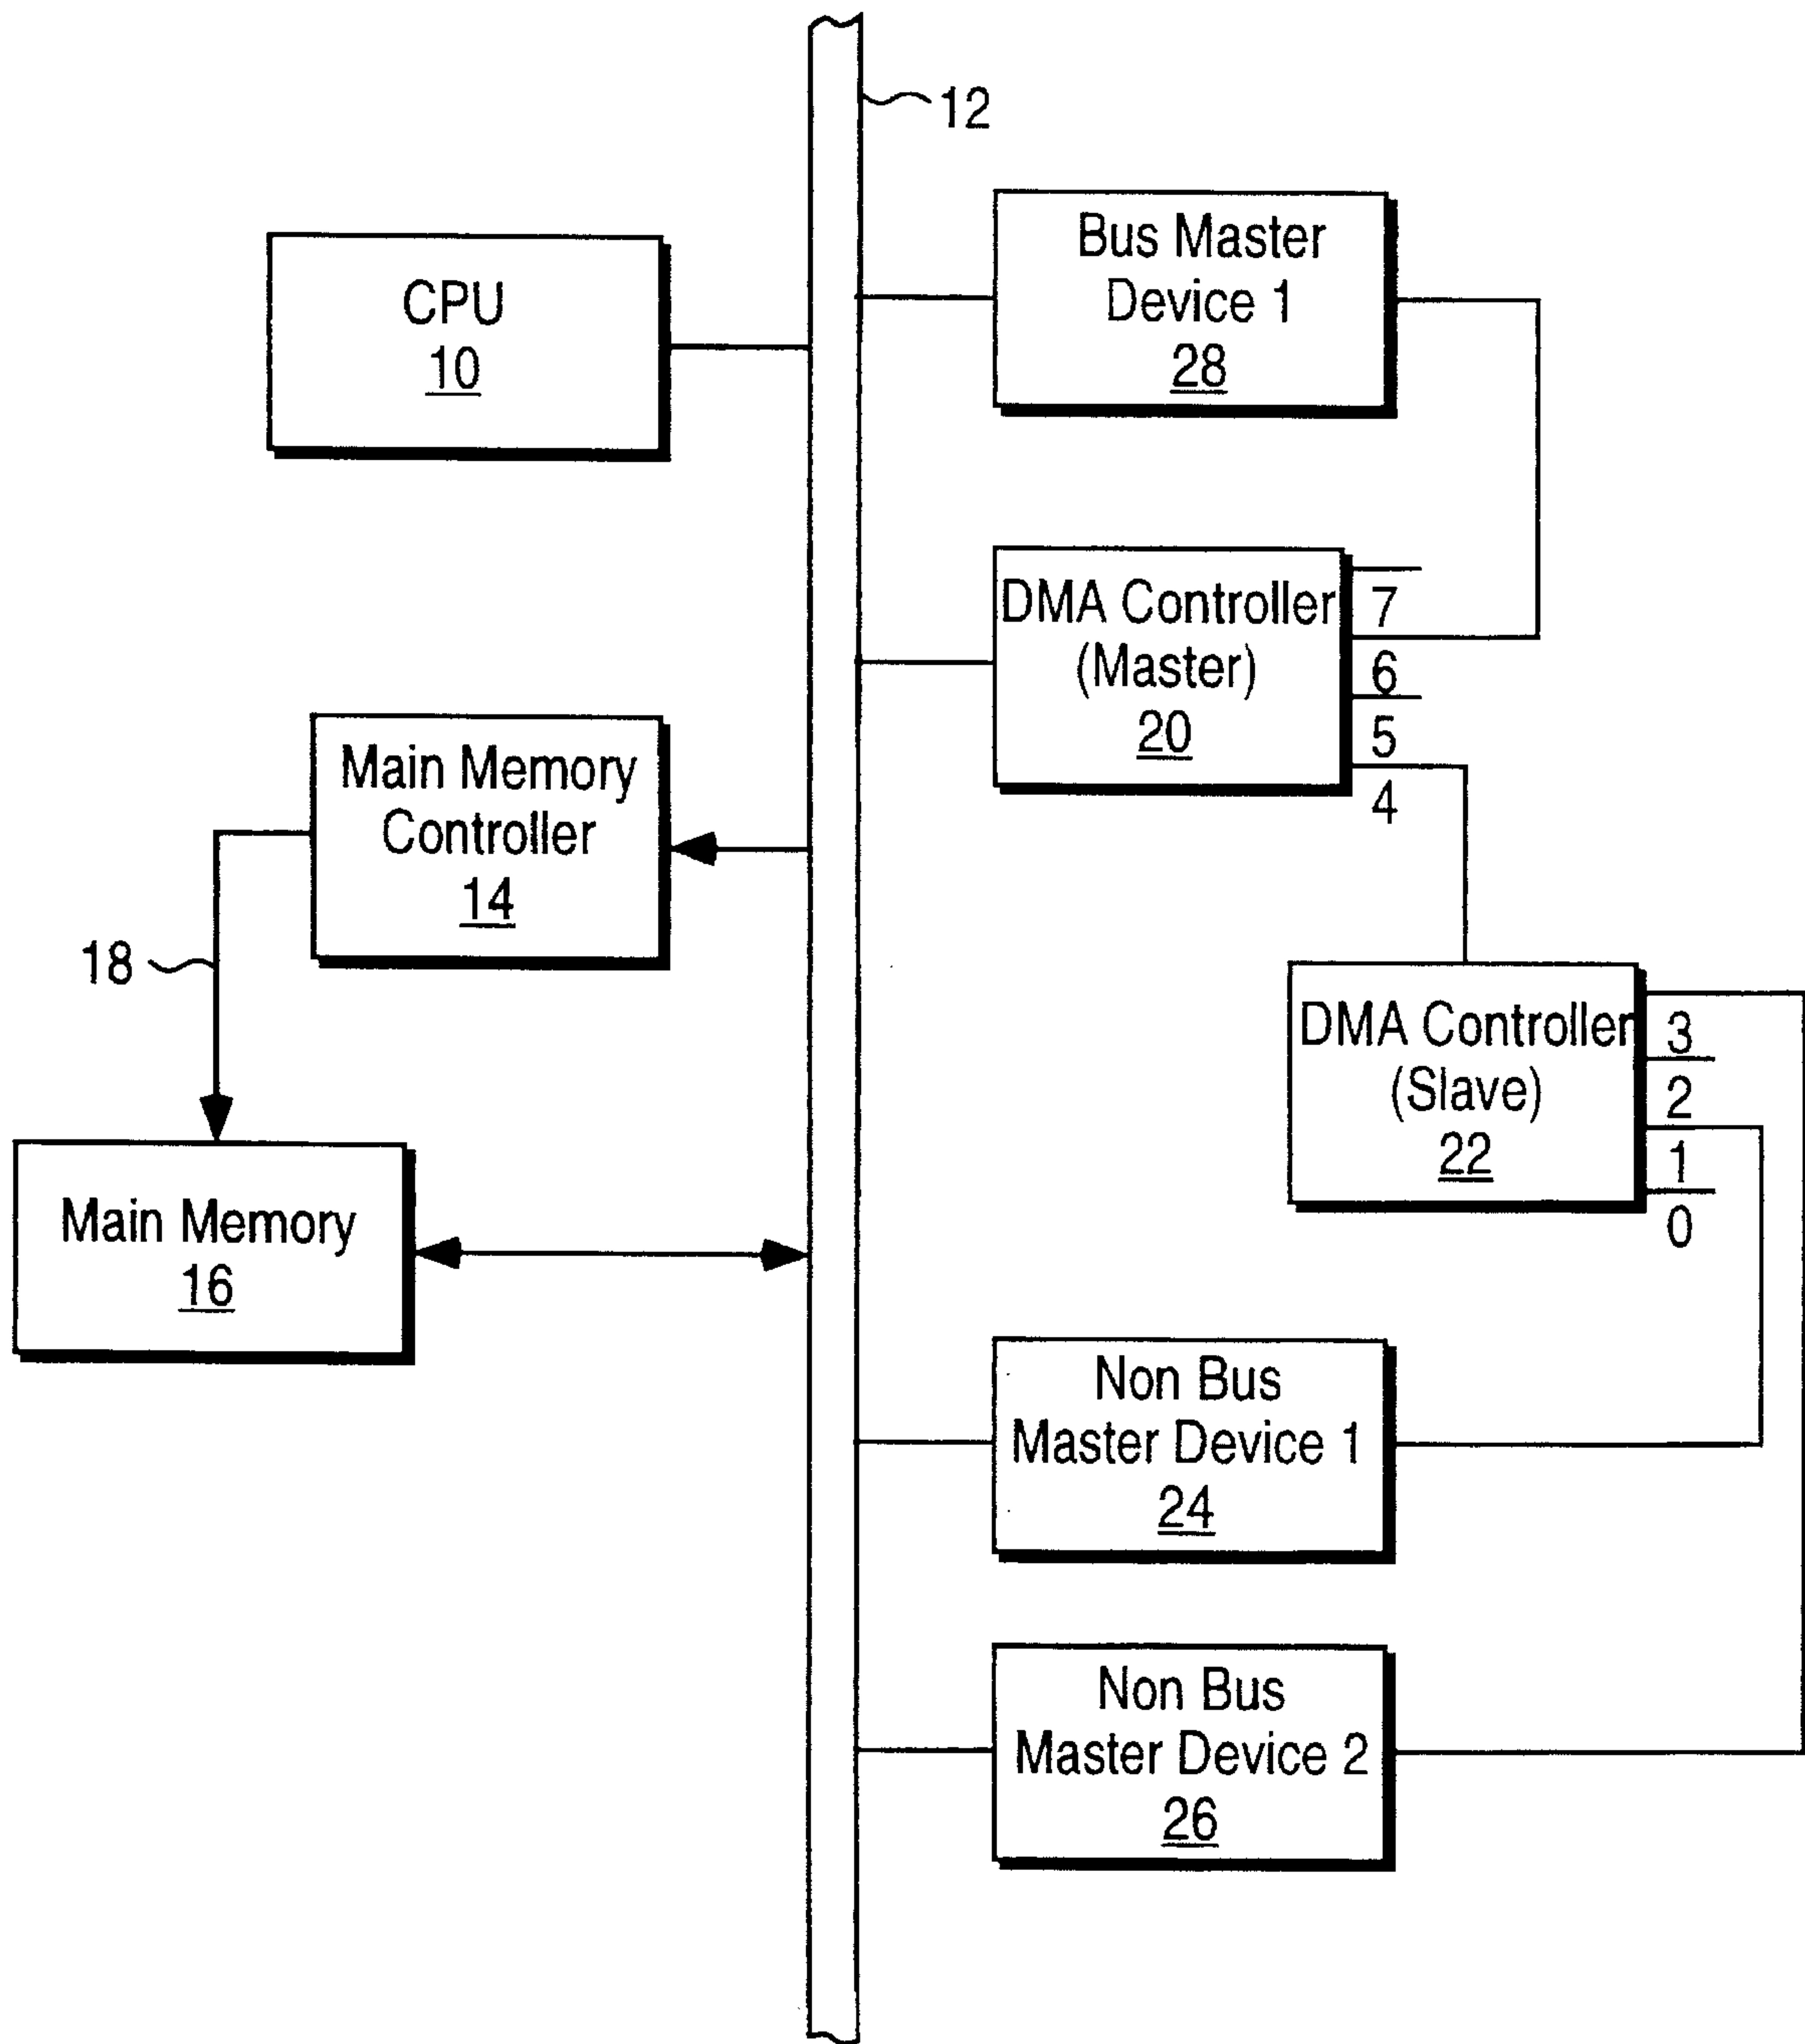 12
CPU
10
Bus Master
Device 1
28
DMA Controller
(Master)
20
7
6
5
4
Main Memory
Controller
14
18
DMA Controller
(Slave)
22
3
2
1
0
Main Memory
16
Non Bus
Master Device 1
24
Non Bus
Master Device 2
26